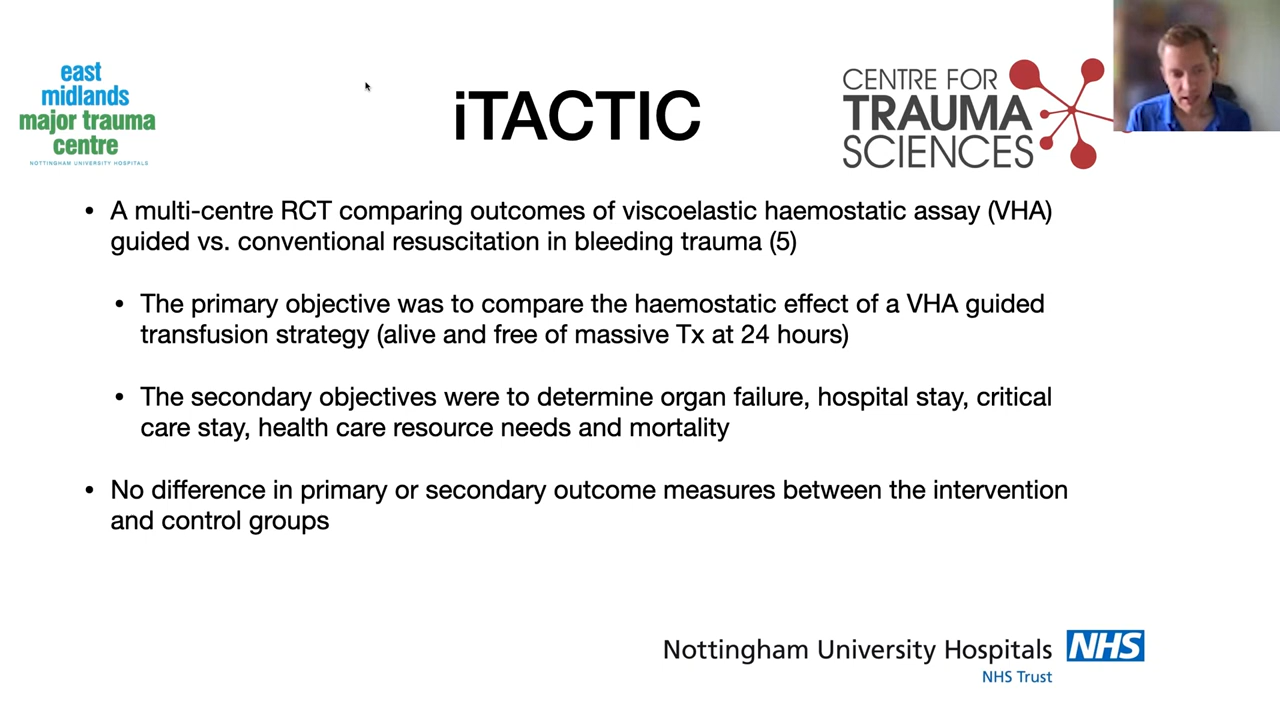 east
midlands
major trauma
centre
NOTTINGHAM UNIVERSITY HOSPITALS
iTACTIC
CENTRE FOR
TRAUMA
SCIENCES
• A multi-centre RCT comparing outcomes of viscoelastic haemostatic assay (VHA)
guided vs. conventional resuscitation in bleeding trauma (5)
• The primary objective was to compare the haemostatic effect of a VHA guided
transfusion strategy (alive and free of massive Tx at 24 hours)
• The secondary objectives were to determine organ failure, hospital stay, critical
care stay, health care resource needs and mortality
• No difference in primary or secondary outcome measures between the intervention
and control groups
Nottingham University Hospitals NHS
NHS Trust